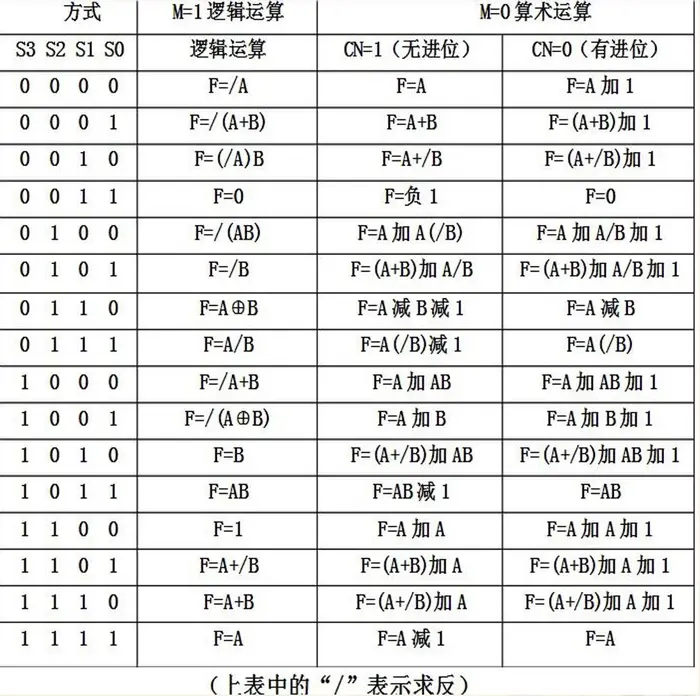 方式 M=1逻辑运算 M=0算术运算
S3 S2 S1 S0 逻辑运算 CN=1（无进位） CN=0（有进位）
0 0 0 0 F=/A F=A F=A加1
0 0 0 1 F=/(A+B) F=A+B F=(A+B)加1
0 0 1 0 F=(/A)B F=A+/B F=(A+/B)加1
0 0 1 1 F=0 F=负1 F=0
0 1 0 0 F=/(AB) F=A加A(/B) F=A加A/B加1
0 1 0 1 F=/B F=(A+B)加A/B F=(A+B)加A/B加1
0 1 1 0 F=A⊕B F=A减B减1 F=A减B
0 1 1 1 F=A/B F=A(/B)减1 F=A(/B)
1 0 0 0 F=/A+B F=A加AB F=A加AB加1
1 0 0 1 F=/(A⊕B) F=A加B F=A加B加1
1 0 1 0 F=B F=(A+/B)加AB F=(A+/B)加AB加1
1 0 1 1 F=AB F=AB减1 F=AB
1 1 0 0 F=1 F=A加A F=A加A加1
1 1 0 1 F=A+/B F=(A+B)加A F=(A+B)加A加1
1 1 1 0 F=A+B F=(A+/B)加A F=(A+/B)加A加1
1 1 1 1 F=A F=A减1 F=A
（上表中的“/”表示求反）